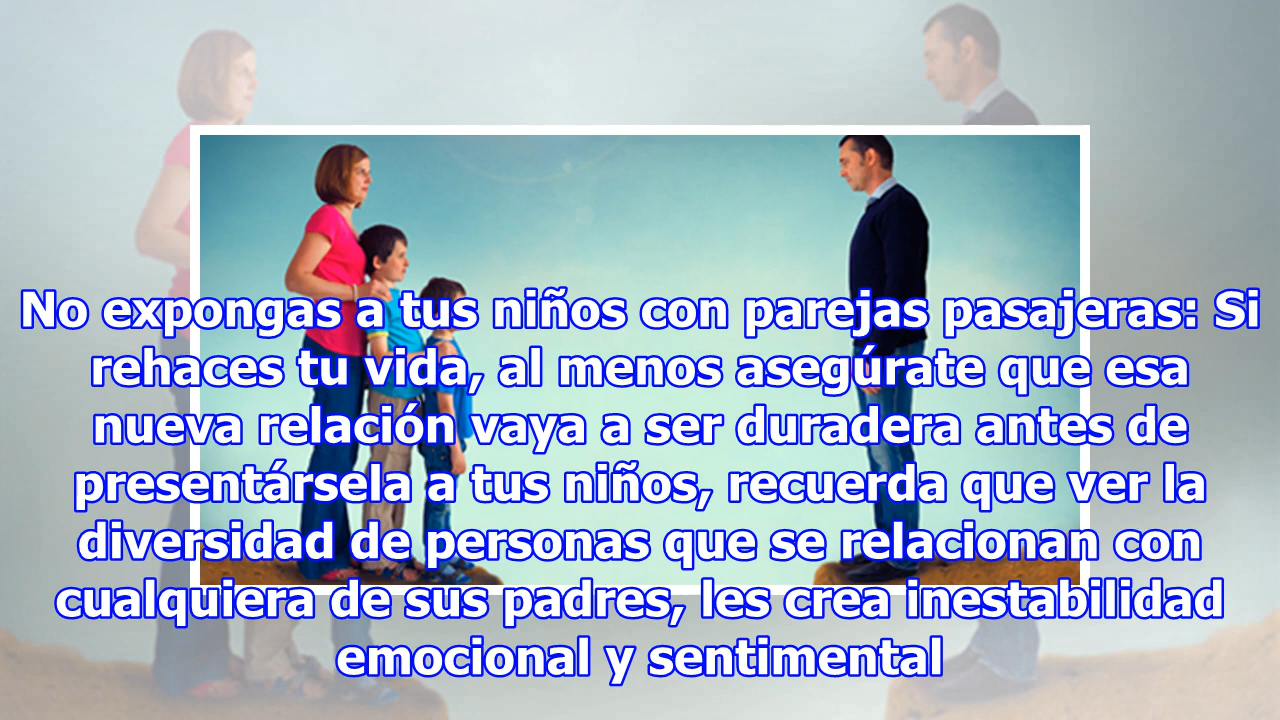 No expongas a tus niños con parejas pasajeras: Si
rehaces tu vida, al menos asegúrate que esa
nueva relación vaya a ser duradera antes de
presentársela a tus niños, recuerda que ver la
diversidad de personas que se relacionan con
cualquiera de sus padres, les crea inestabilidad
emocional y sentimental